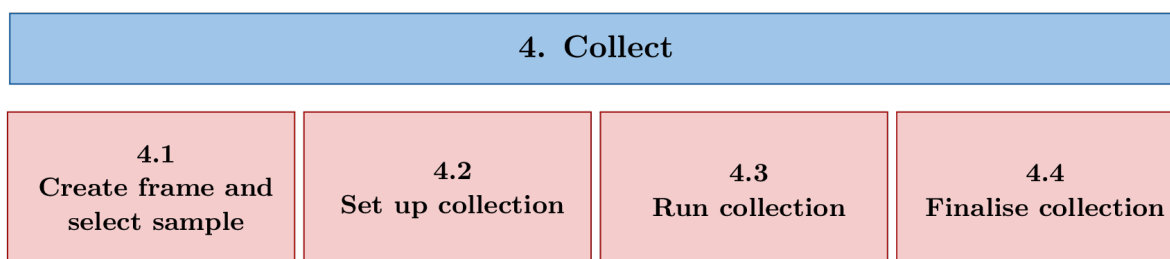 4. Collect
4.1
Create frame and
select sample
4.2
Set up collection
4.3
Run collection
4.4
Finalise collection